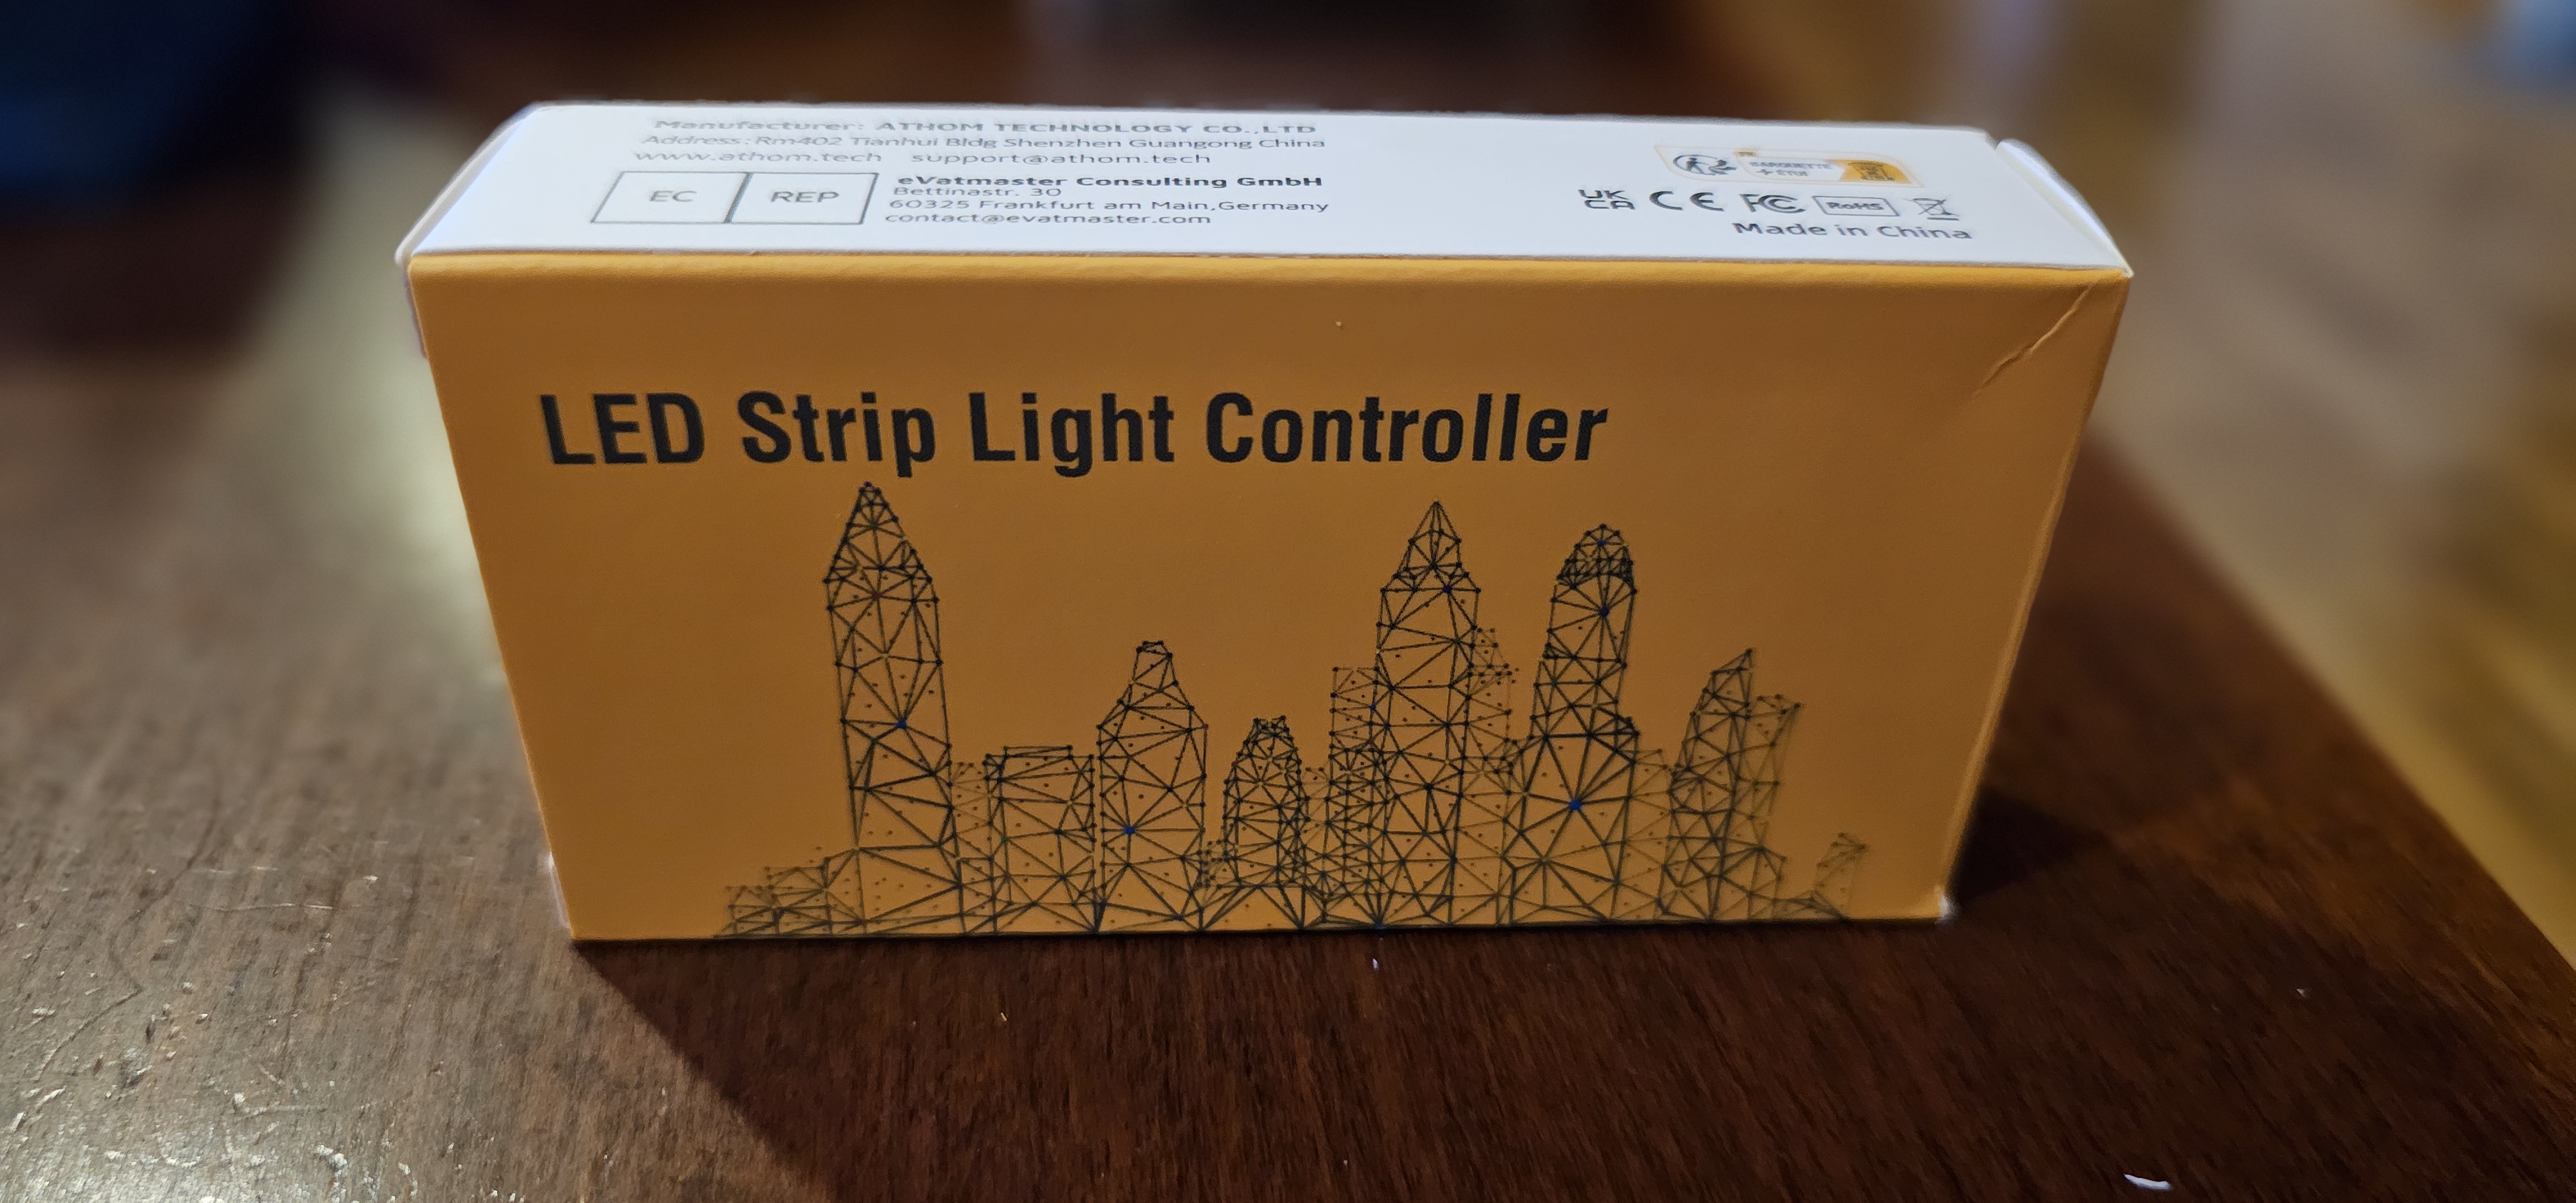 Manufacturer: ATHOM TECHNOLOGY CO.,LTD
Address:Rm402 Tianhui Bldg Shenzhen Guangong China
www.athom.tech support@athom.tech
EC REP
eVatmaster Consulting GmbH
Bettinastr. 30
60325 Frankfurt am Main,Germany
contact@evatmaster.com
BARQUETTE
+ ÉTUI
UK
CA CE FC RoHS
Made in China
LED Strip Light Controller